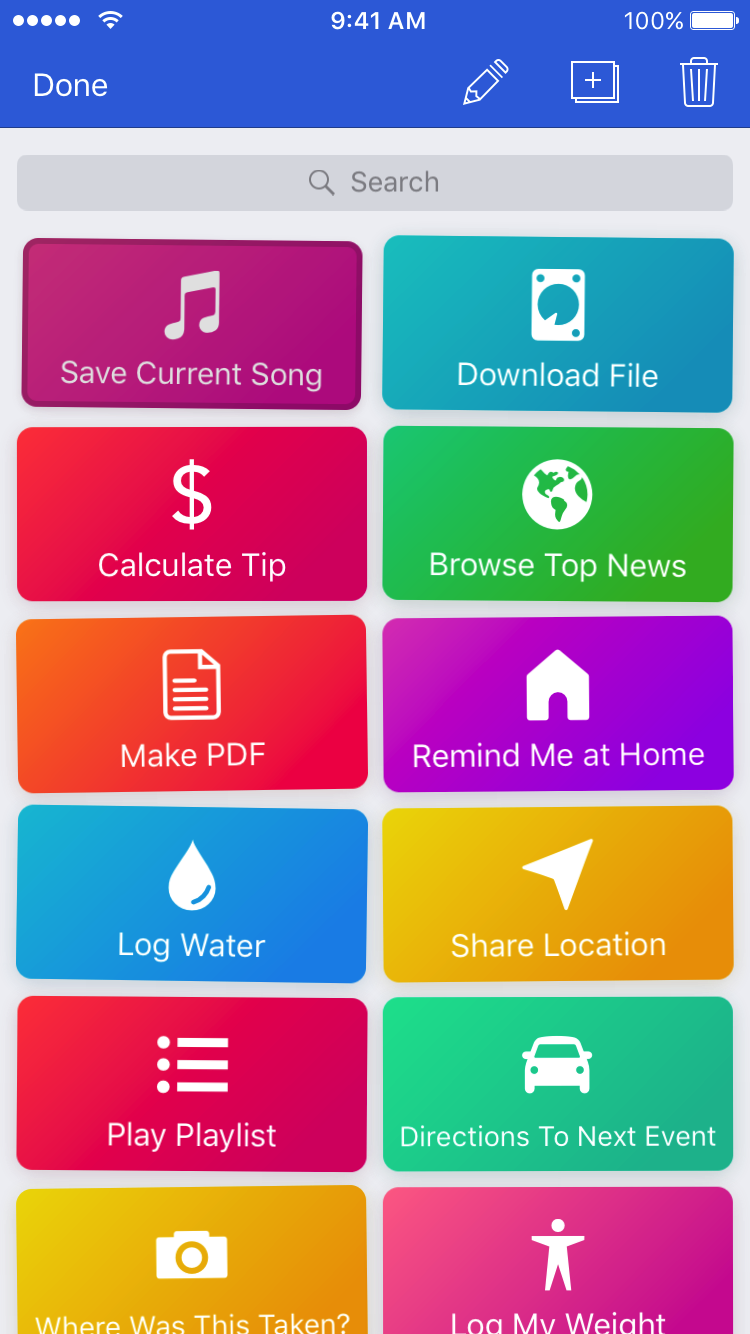 9:41 AM 100%
Done
Search
Save Current Song Download File
$
Calculate Tip Browse Top News
Make PDF Remind Me at Home
Log Water Share Location
Play Playlist Directions To Next Event
Where Was This Taken? Log My Weight